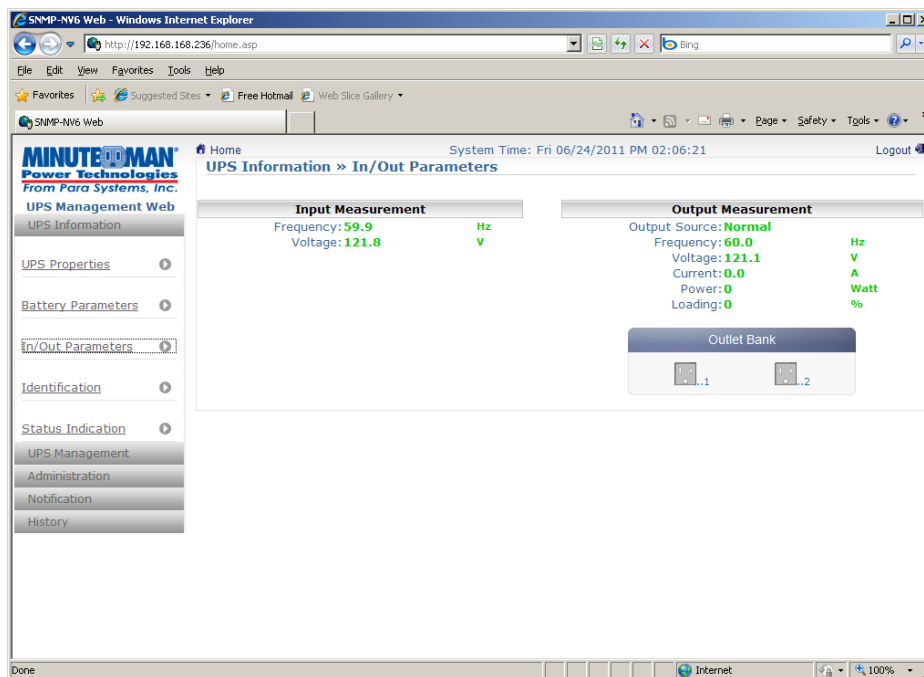 SNMP-NV6 Web - Windows Internet Explorer
http://192.168.168.236/home.asp
Bing
File Edit View Favorites Tools Help
Favorites Suggested Sites Free Hotmail Web Slice Gallery
SNMP-NV6 Web
Page Safety Tools
MINUTEMAN
Power Technologies
From Para Systems, Inc.
UPS Management Web
Home System Time: Fri 06/24/2011 PM 02:06:21 Logout
UPS Information » In/Out Parameters
UPS Information
UPS Properties
Battery Parameters
In/Out Parameters
Identification
Status Indication
UPS Management
Administration
Notification
History
Input Measurement
Frequency: 59.9 Hz
Voltage: 121.8 V
Output Measurement
Output Source: Normal
Frequency: 60.0 Hz
Voltage: 121.1 V
Current: 0.0 A
Power: 0 Watt
Loading: 0 %
Outlet Bank
..1 ..2
Done Internet 100%